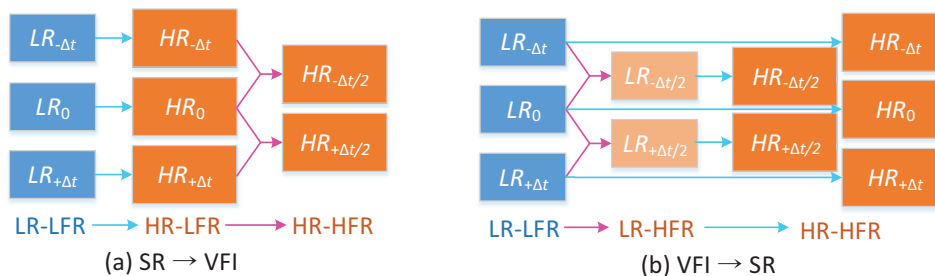 LR-Δt
HR-Δt
HR-Δt/2
LR0
HR0
HR+Δt/2
LR+Δt
HR+Δt
LR-LFR
HR-LFR
HR-HFR
(a) SR → VFI
LR-Δt
HR-Δt
LR-Δt/2
HR-Δt/2
LR0
HR0
LR+Δt/2
HR+Δt/2
LR+Δt
HR+Δt
LR-LFR
LR-HFR
HR-HFR
(b) VFI → SR